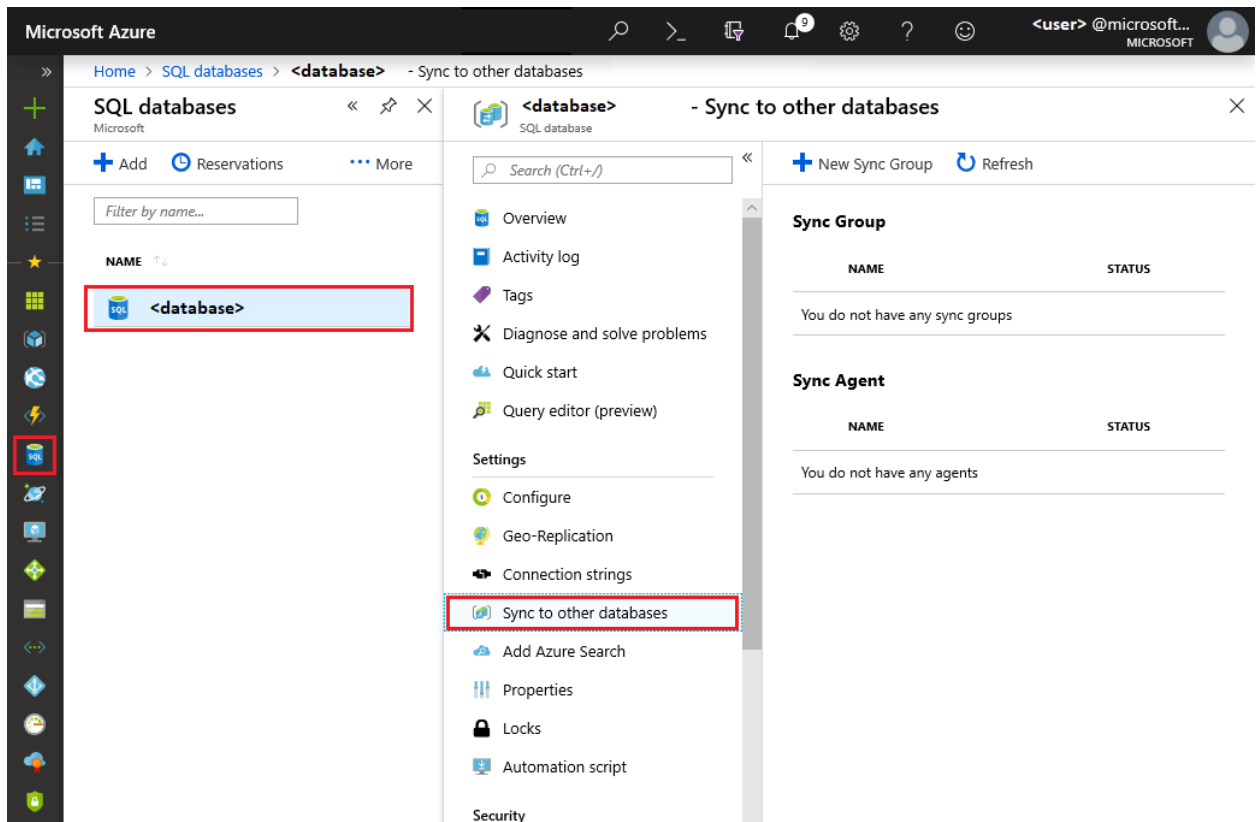 Microsoft Azure
>_
9
?
<user> @microsoft...
MICROSOFT
Home > SQL databases > <database> - Sync to other databases
SQL databases
Microsoft
Add
Reservations
More
Filter by name...
NAME
SQL
<database>
SQL
<database> - Sync to other databases
SQL database
Search (Ctrl+/)
SQL
Overview
Activity log
Tags
Diagnose and solve problems
Quick start
Query editor (preview)
Settings
Configure
Geo-Replication
Connection strings
Sync to other databases
Add Azure Search
Properties
Locks
Automation script
Security
New Sync Group
Refresh
Sync Group
NAME STATUS
You do not have any sync groups
Sync Agent
NAME STATUS
You do not have any agents